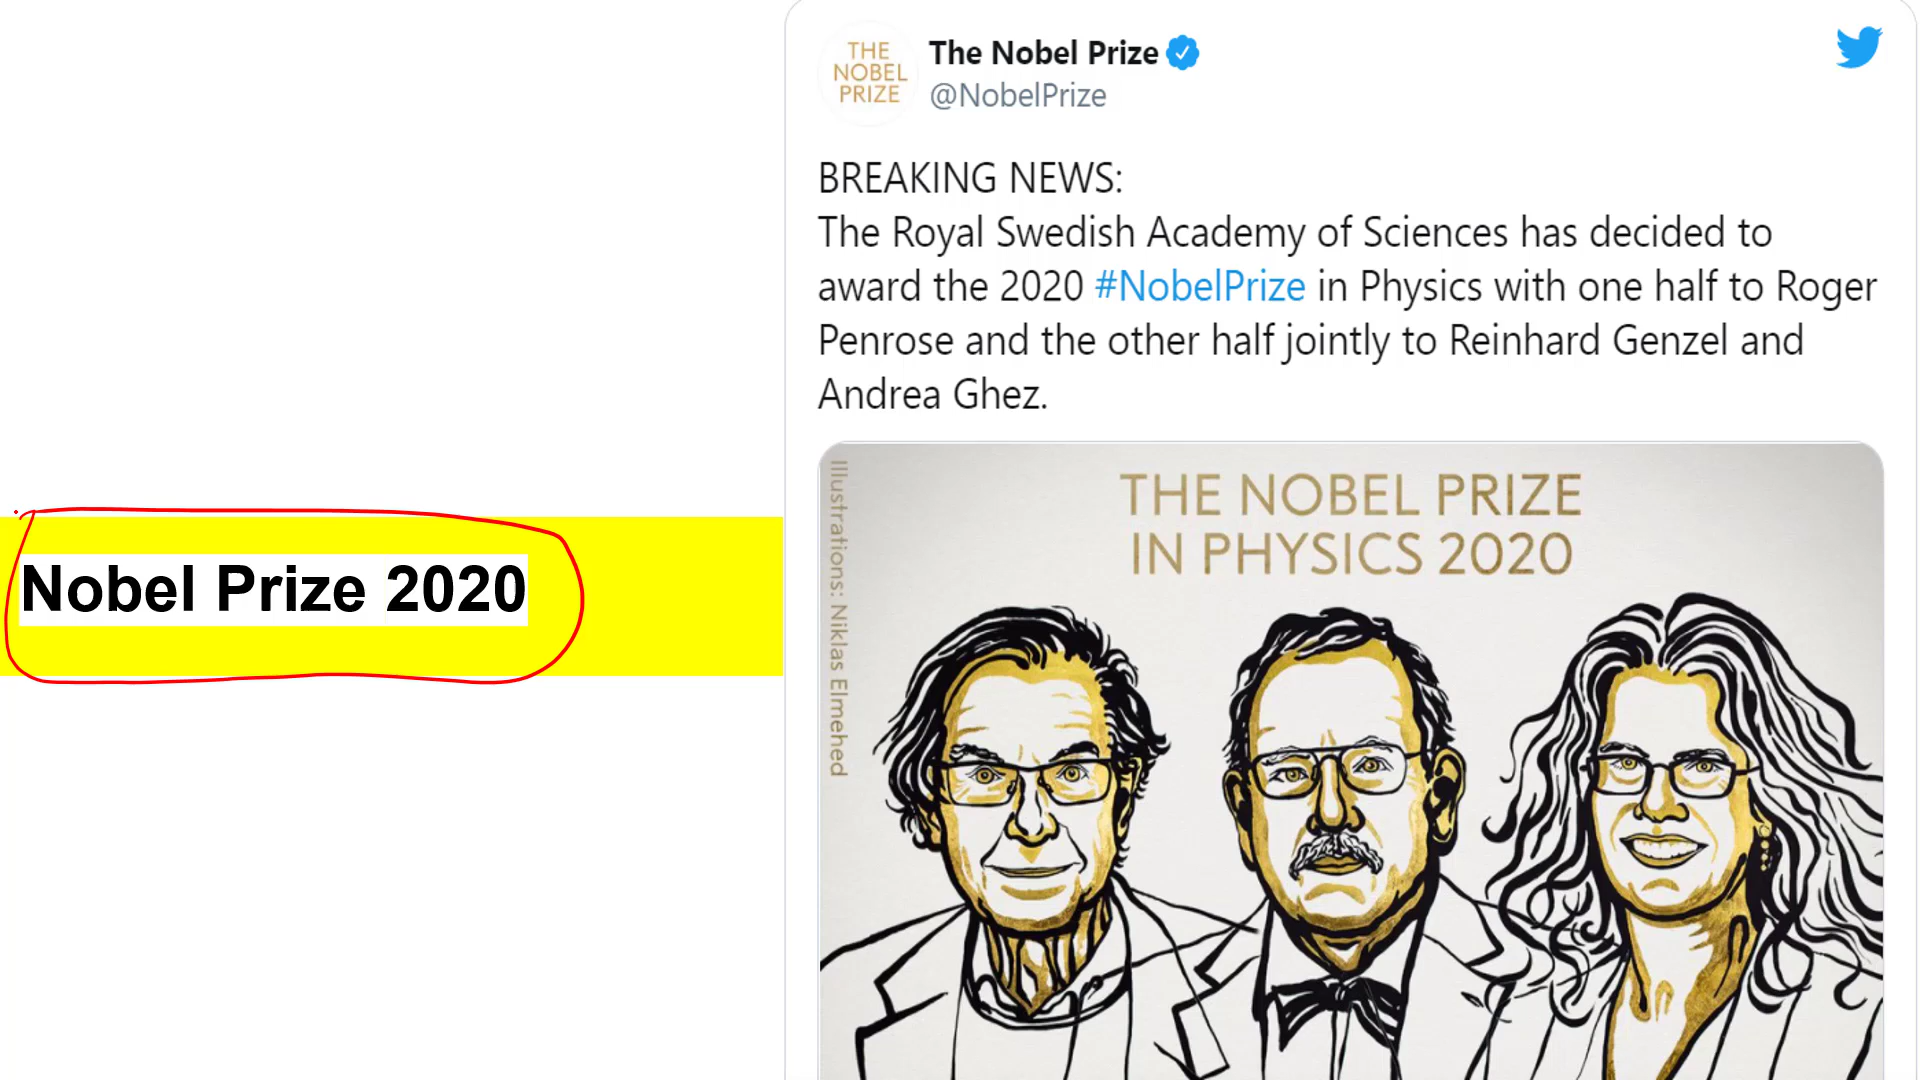 Nobel Prize 2020
THE
NOBEL
PRIZE
The Nobel Prize
@NobelPrize
BREAKING NEWS:
The Royal Swedish Academy of Sciences has decided to
award the 2020 #NobelPrize in Physics with one half to Roger
Penrose and the other half jointly to Reinhard Genzel and
Andrea Ghez.
Illustrations: Niklas Elmehed
THE NOBEL PRIZE
IN PHYSICS 2020